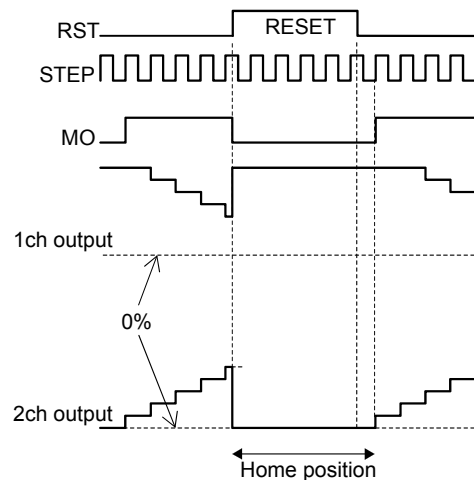 RST
RESET
STEP
MO
1ch output
0%
2ch output
Home position